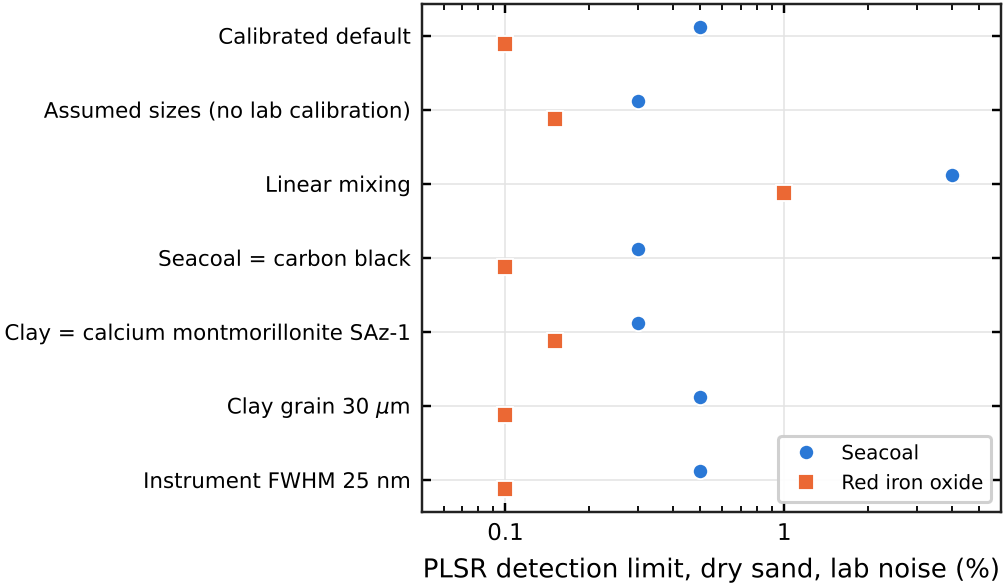 Calibrated default
Assumed sizes (no lab calibration)
Linear mixing
Seacoal = carbon black
Clay = calcium montmorillonite SAz-1
Clay grain 30 μm
Instrument FWHM 25 nm
Seacoal
Red iron oxide
0.1
1
PLSR detection limit, dry sand, lab noise (%)